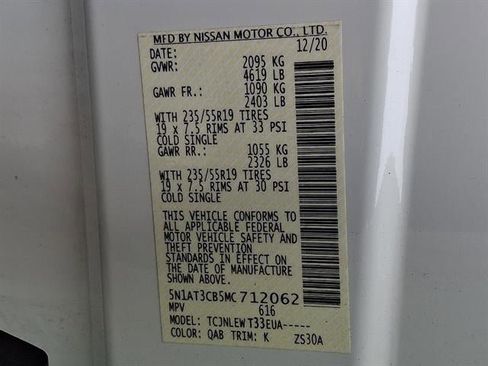 MFD BY NISSAN MOTOR CO., LTD.
DATE: 12/20
GVWR: 2095 KG
4619 LB
GAWR FR.: 1090 KG
2403 LB
WITH 235/55R19 TIRES
19 x 7.5 RIMS AT 33 PSI
COLD SINGLE
GAWR RR.: 1055 KG
2326 LB
WITH 235/55R19 TIRES
19 x 7.5 RIMS AT 30 PSI
COLD SINGLE
THIS VEHICLE CONFORMS TO
ALL APPLICABLE FEDERAL
MOTOR VEHICLE SAFETY AND
THEFT PREVENTION
STANDARDS IN EFFECT ON
THE DATE OF MANUFACTURE
SHOWN ABOVE.
5N1AT3CB5MC712062
MPV 616
MODEL: TCJNLEWT33EUA-----
COLOR: QAB TRIM: K ZS30A